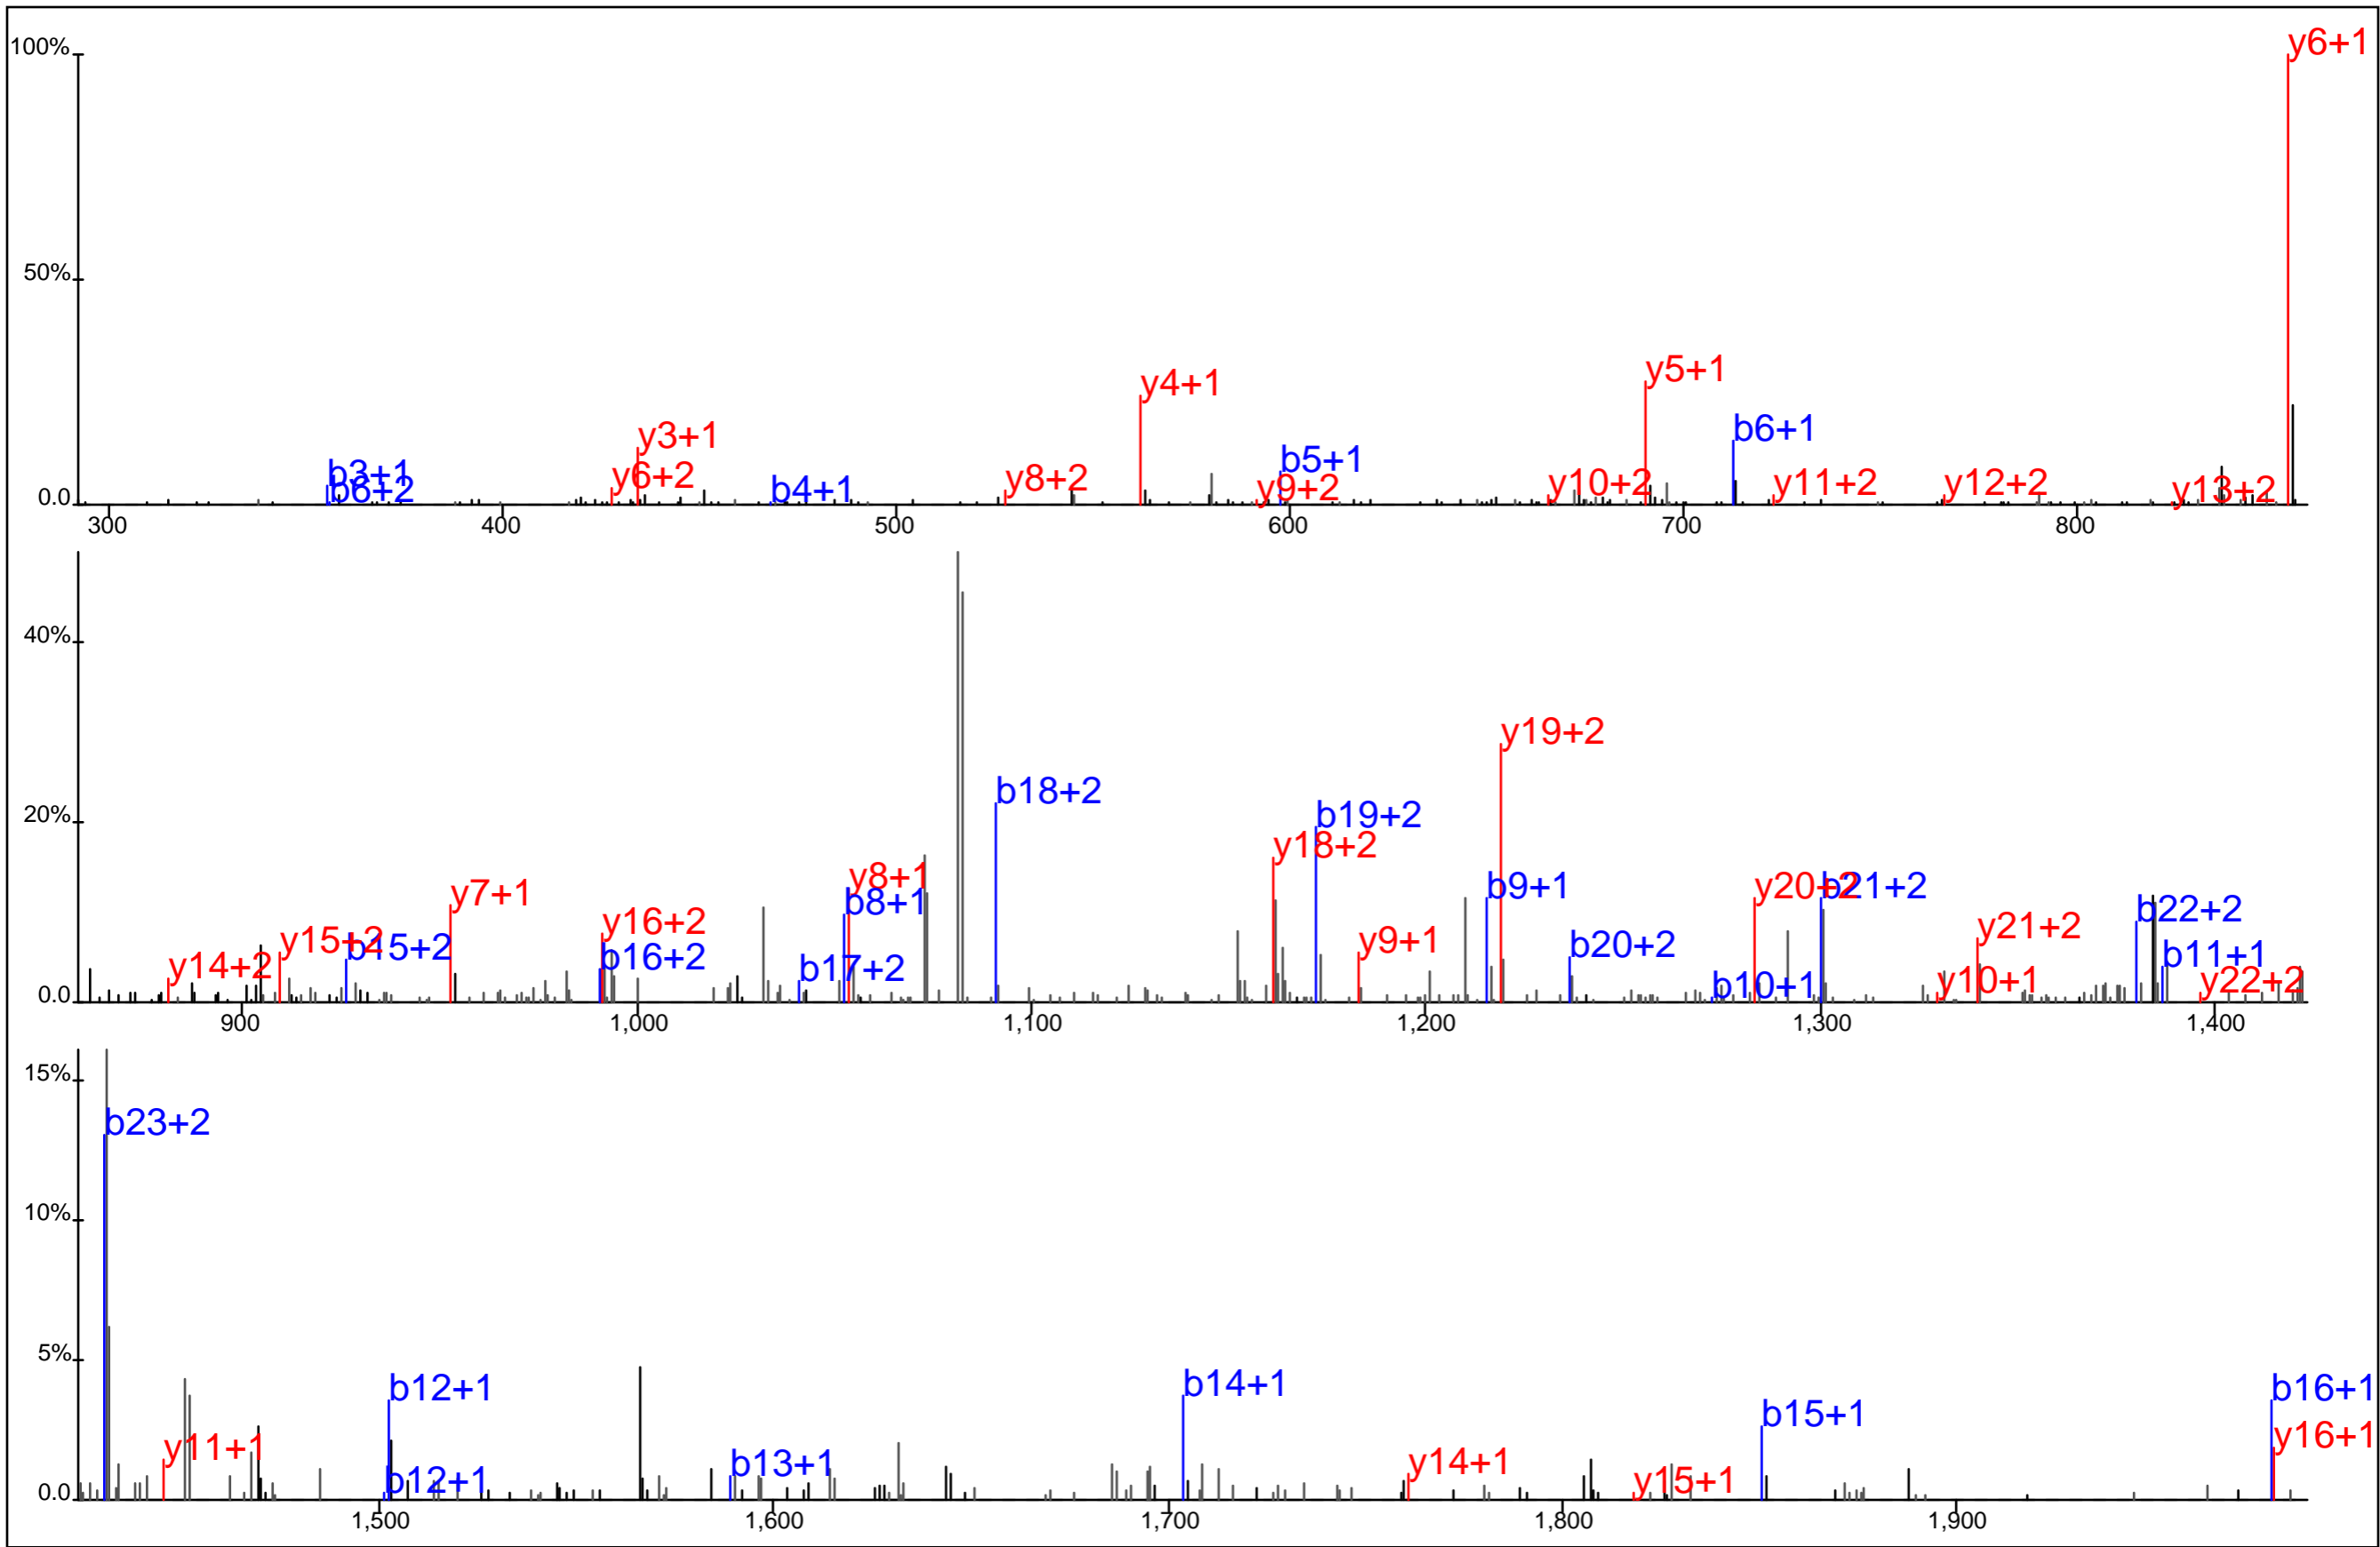 100%
y6+1
50%
y5+1
y4+1
y3+1
b6+1
b5+1
b3+1
y6+2
b6+2
b4+1
y8+2
y9+2
y10+2
y11+2
y12+2
y13+2
0.0
300 400 500 600 700 800
40%
y19+2
b18+2
20%
b19+2
y18+2
y8+1
y7+1
b8+1
b9+1
y20+2
b21+2
b22+2
y16+2
y21+2
y15+2
b15+2
y9+1
b20+2
b11+1
b16+2
y14+2
b17+2
b10+1
y10+1
y22+2
0.0
900 1,000 1,100 1,200 1,300 1,400
15%
b23+2
10%
5%
b12+1
b14+1
b16+1
b15+1
y16+1
y11+1
b13+1
y14+1
b12+1
y15+1
0.0
1,500 1,600 1,700 1,800 1,900